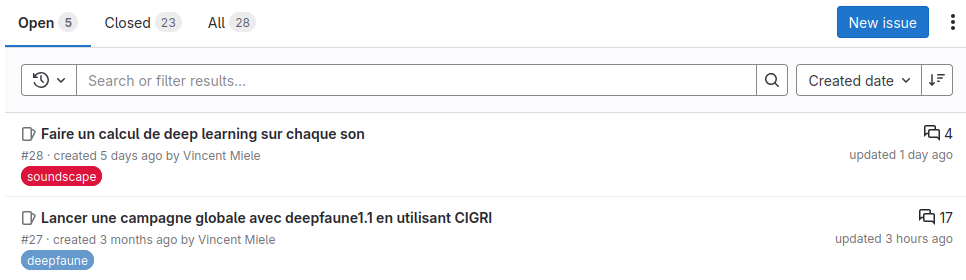 Open 5 Closed 23 All 28 New issue
Search or filter results... Created date
Faire un calcul de deep learning sur chaque son 4
#28 · created 5 days ago by Vincent Miele updated 1 day ago
soundscape
Lancer une campagne globale avec deepfaune1.1 en utilisant CIGRI 17
#27 · created 3 months ago by Vincent Miele updated 3 hours ago
deepfaune